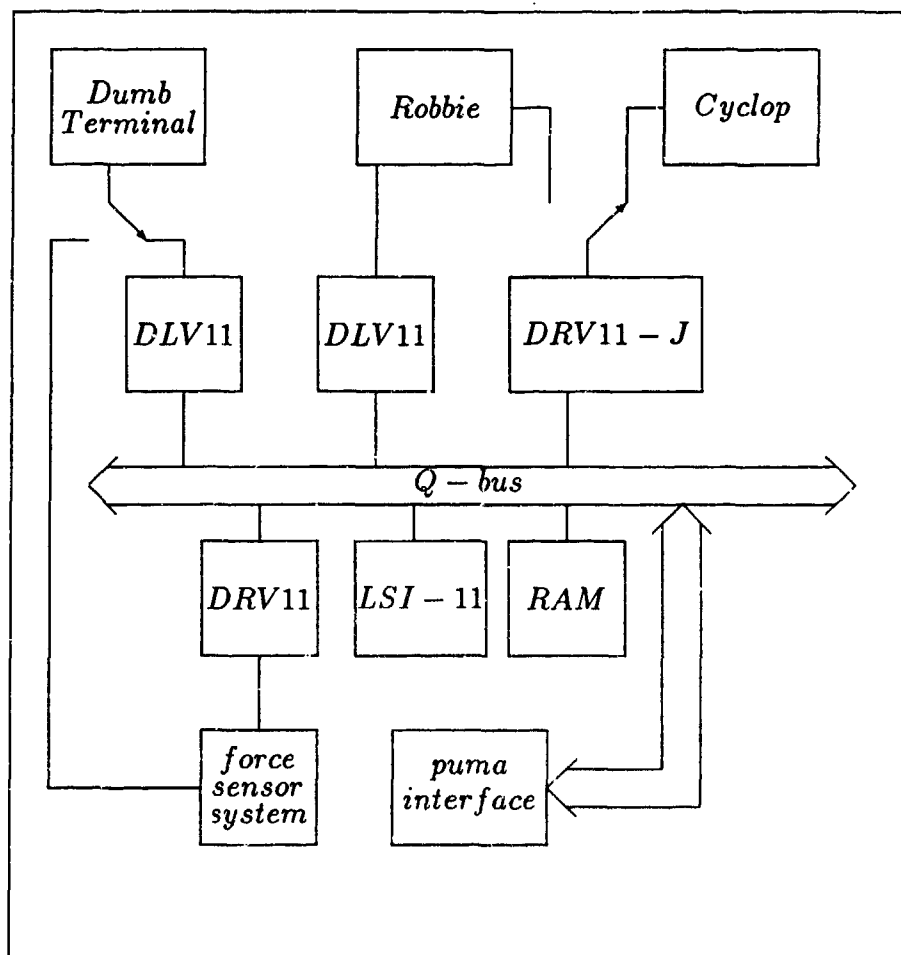 Dumb
Terminal
Robbie
Cyclop
DLV11
DLV11
DRV11 – J
Q – bus
DRV11
LSI – 11
RAM
force
sensor
system
puma
interface